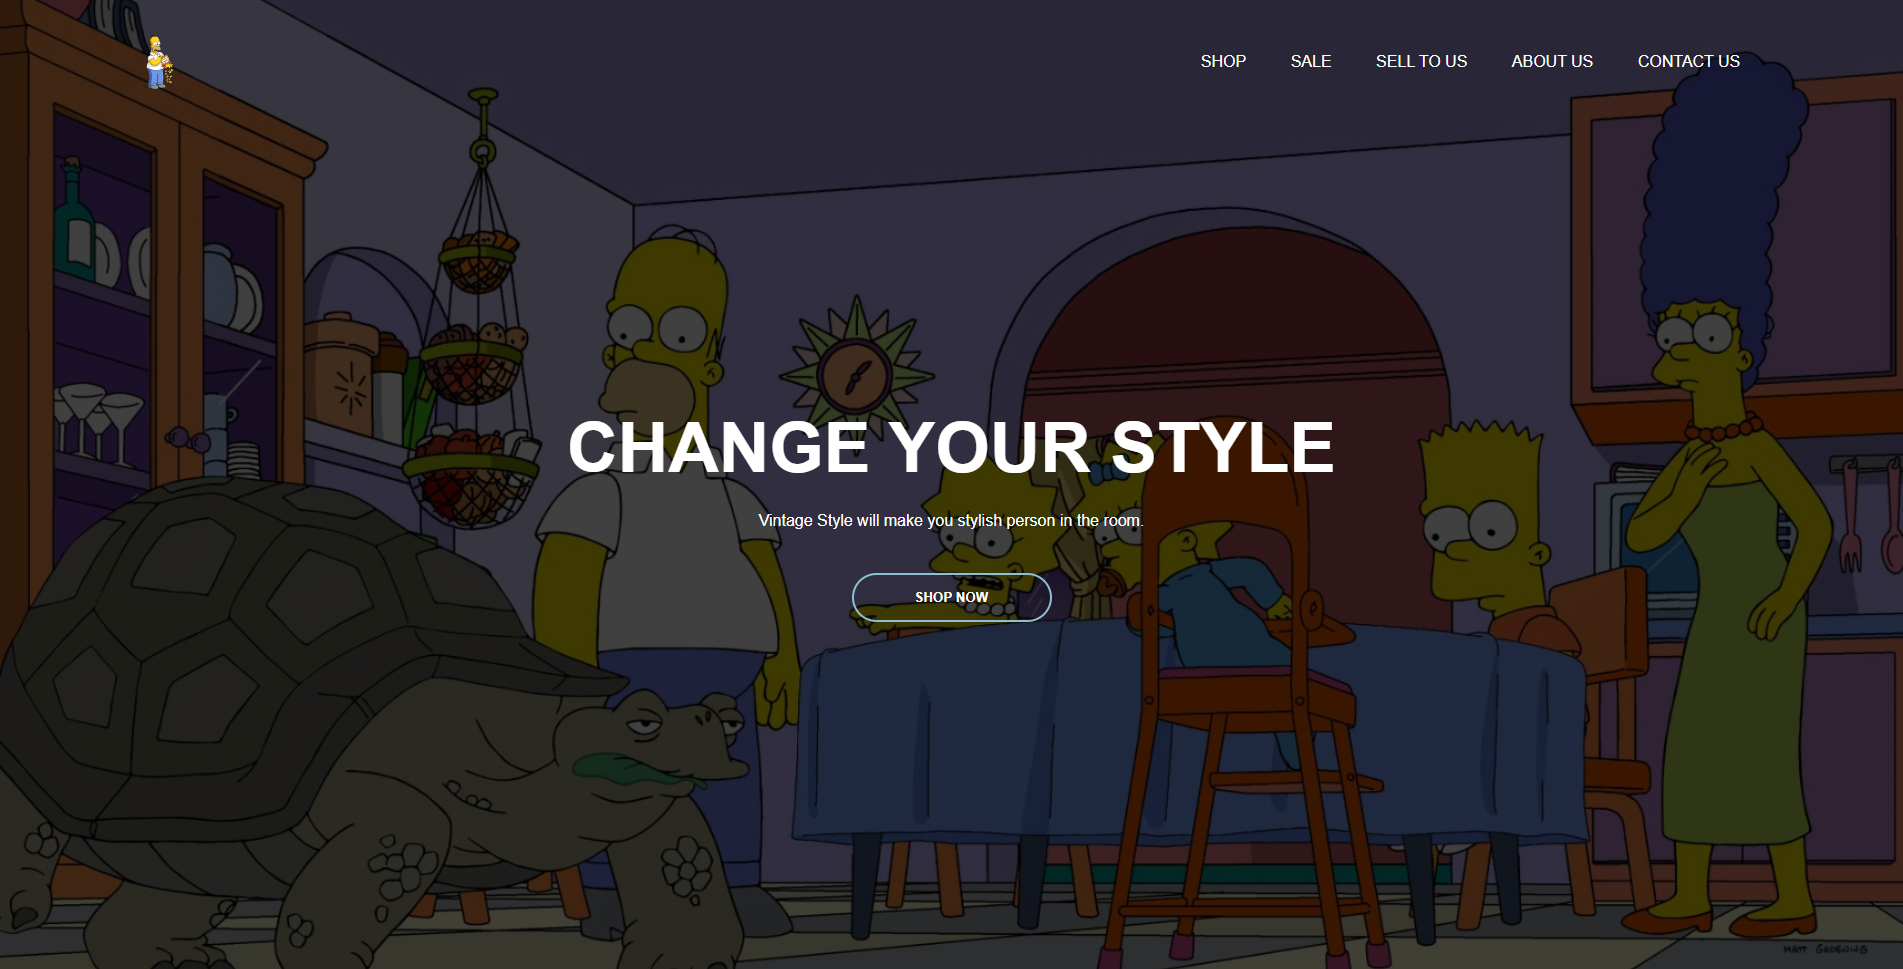 SHOP SALE SELL TO US ABOUT US CONTACT US
CHANGE YOUR STYLE
Vintage Style will make you stylish person in the room.
SHOP NOW
MATT GROENING